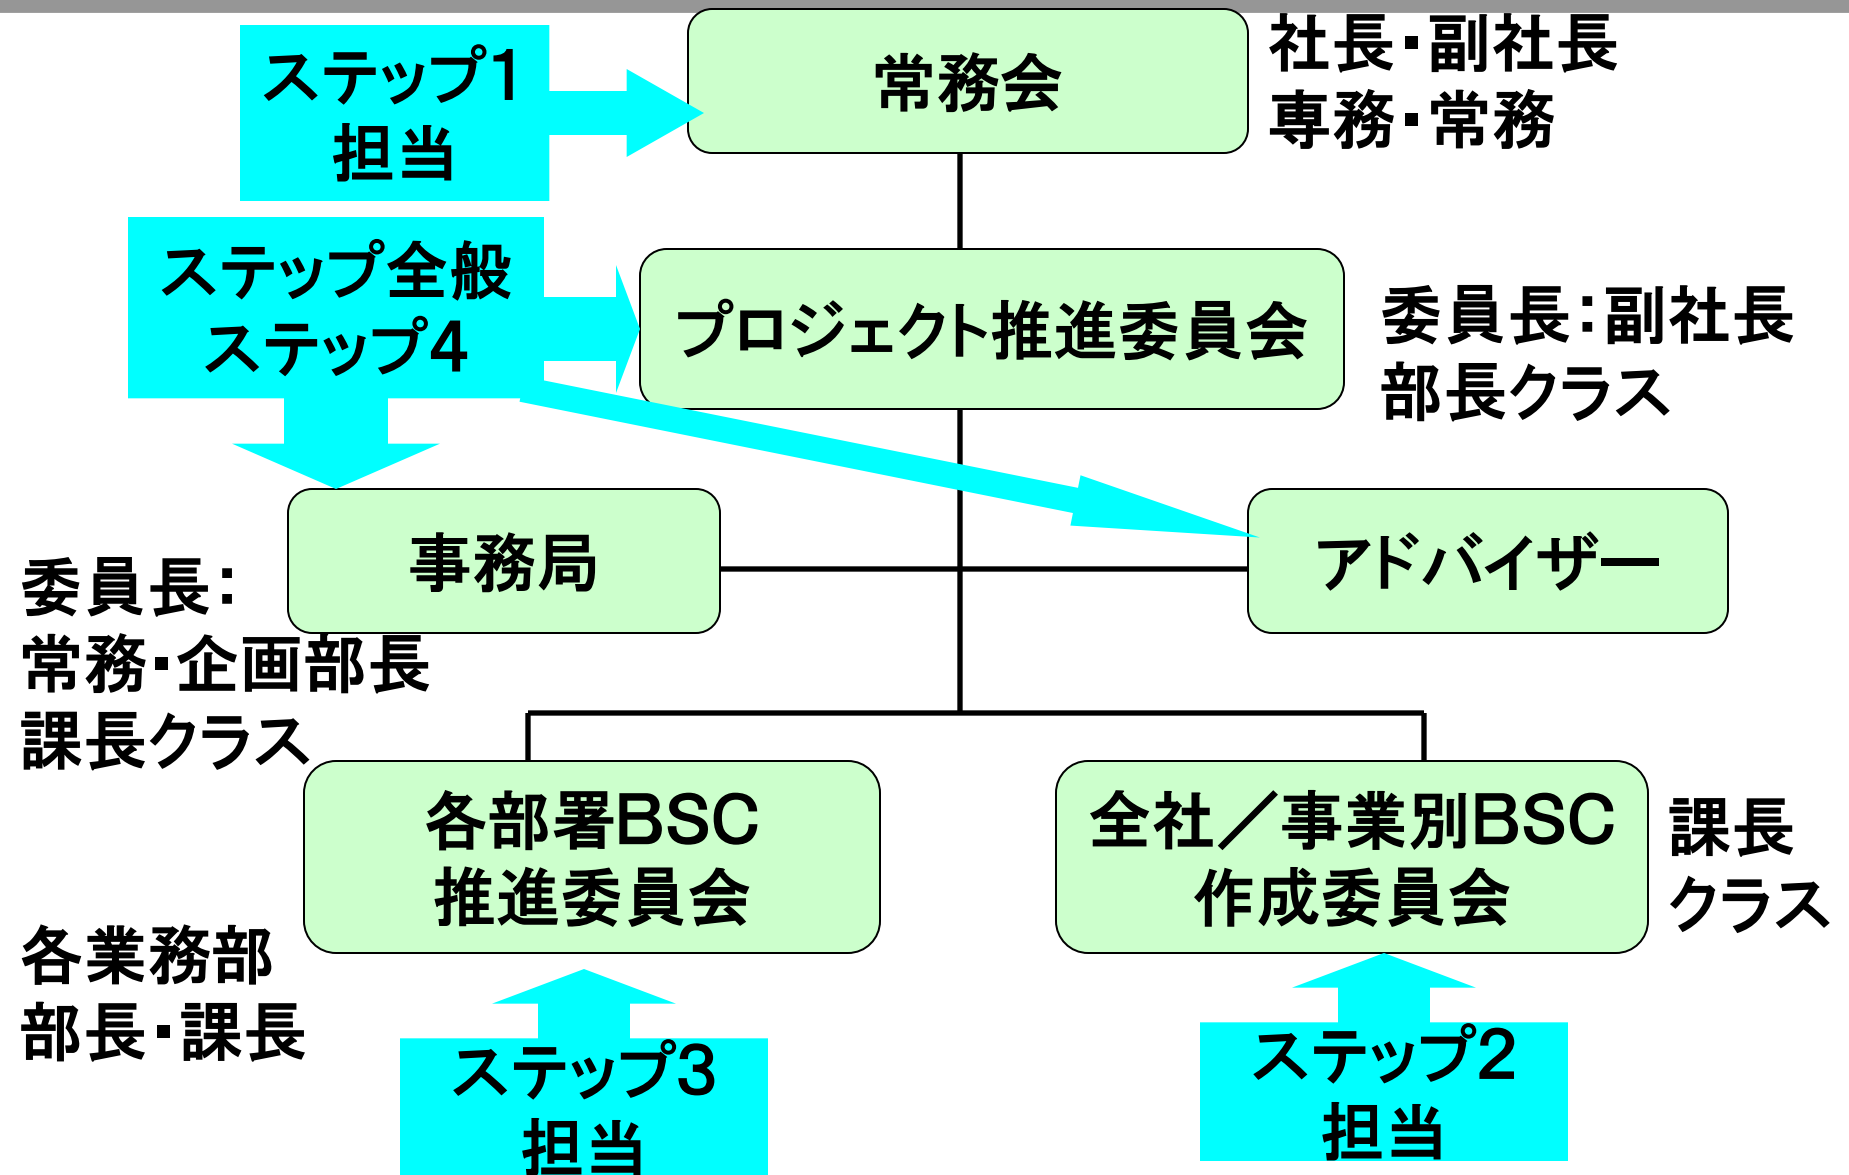 ステップ1
担当
常務会
社長・副社長
専務・常務
ステップ全般
ステップ4
プロジェクト推進委員会
委員長：副社長
部長クラス
事務局
アドバイザー
委員長：
常務・企画部長
課長クラス
各部署BSC
推進委員会
全社／事業別BSC
作成委員会
課長
クラス
各業務部
部長・課長
ステップ3
担当
ステップ2
担当